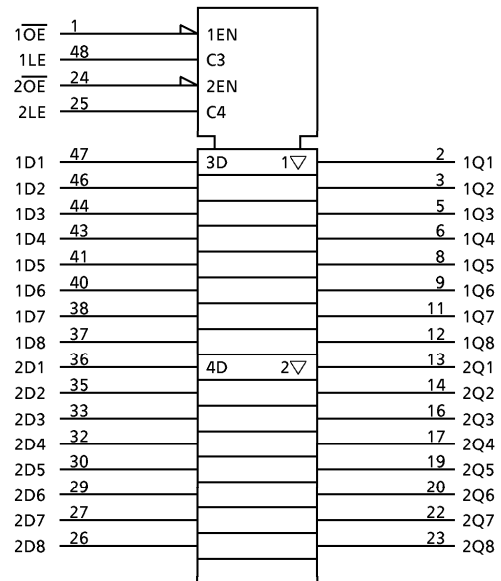 1O̅E̅ 1 1EN
1LE 48 C3
2O̅E̅ 24 2EN
2LE 25 C4
1D1 47 3D 1▽ 2 1Q1
1D2 46 3 1Q2
1D3 44 5 1Q3
1D4 43 6 1Q4
1D5 41 8 1Q5
1D6 40 9 1Q6
1D7 38 11 1Q7
1D8 37 12 1Q8
2D1 36 4D 2▽ 13 2Q1
2D2 35 14 2Q2
2D3 33 16 2Q3
2D4 32 17 2Q4
2D5 30 19 2Q5
2D6 29 20 2Q6
2D7 27 22 2Q7
2D8 26 23 2Q8